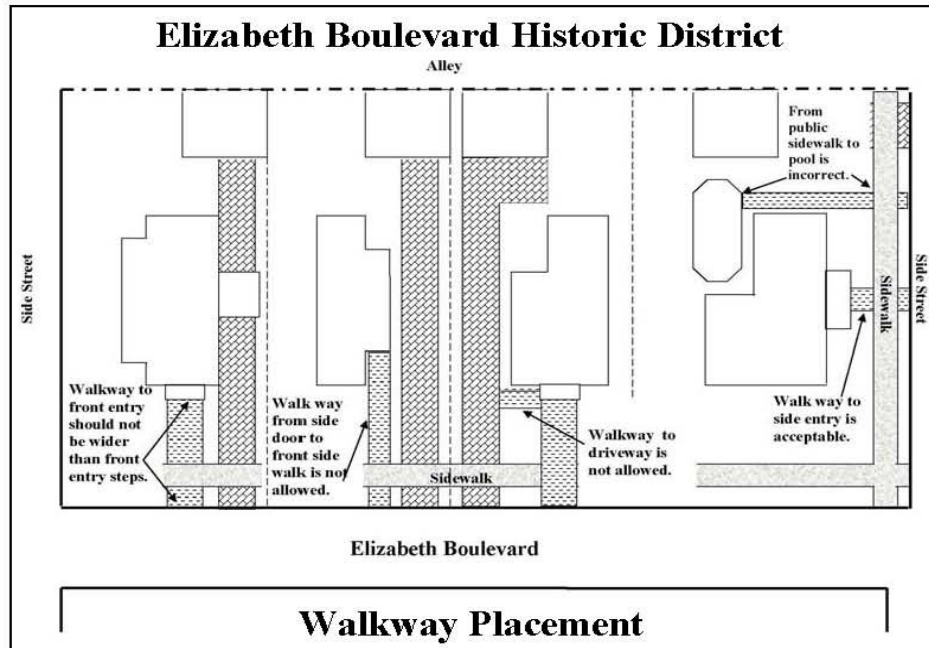 Elizabeth Boulevard Historic District
Alley
From
public
sidewalk to
pool is
incorrect.
Side Street
Sidewalk
Side Street
Walkway to
front entry
should not
be wider
than front
entry steps.
Walk way
from side
door to
front side
walk is not
allowed.
Walkway to
driveway is
not allowed.
Walk way to
side entry is
acceptable.
Sidewalk
Elizabeth Boulevard
Walkway Placement